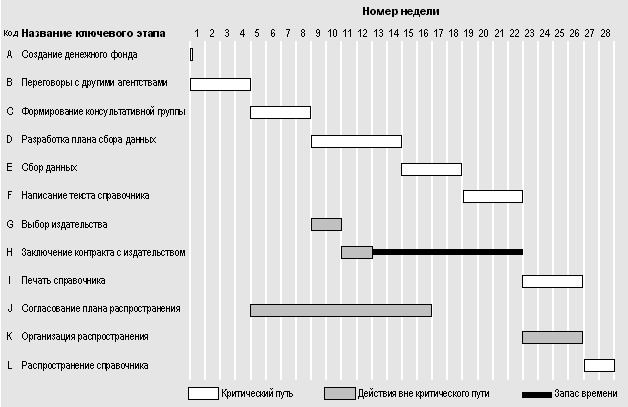 Номер недели
Код Название ключевого этапа 1 2 3 4 5 6 7 8 9 10 11 12 13 14 15 16 17 18 19 20 21 22 23 24 25 26 27 28
A Создание денежного фонда
B Переговоры с другими агентствами
C Формирование консультативной группы
D Разработка плана сбора данных
E Сбор данных
F Написание текста справочника
G Выбор издательства
H Заключение контракта с издательством
I Печать справочника
J Согласование плана распространения
K Организация распространения
L Распространение справочника
Критический путь Действия вне критического пути Запас времени